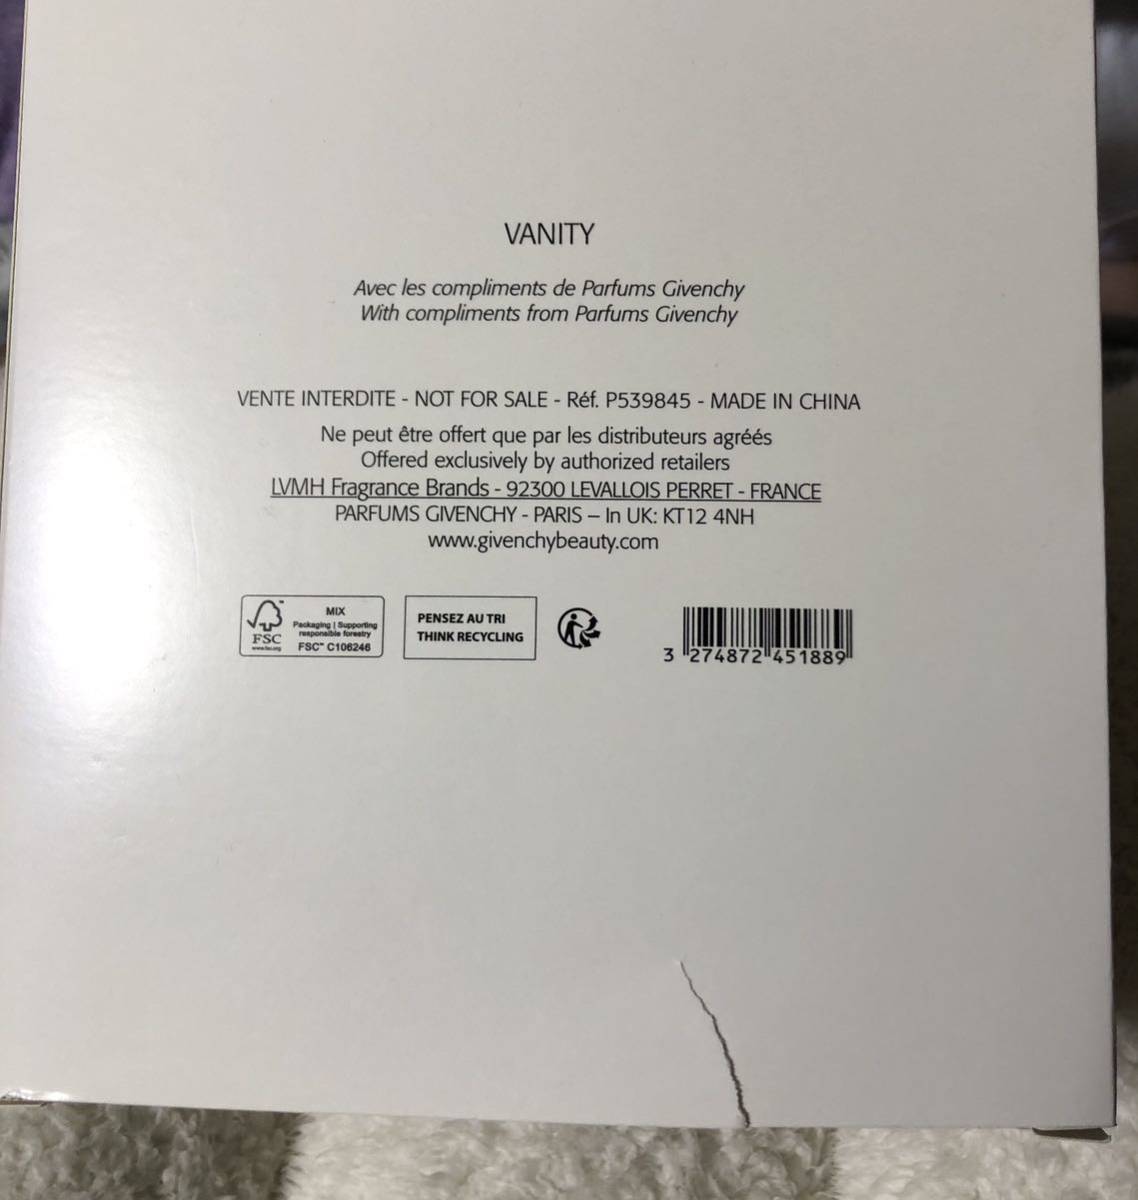 VANITY
Avec les compliments de Parfums Givenchy
With compliments from Parfums Givenchy
VENTE INTERDITE - NOT FOR SALE - Réf. P539845 - MADE IN CHINA
Ne peut être offert que par les distributeurs agréés
Offered exclusively by authorized retailers
LVMH Fragrance Brands - 92300 LEVALLOIS PERRET - FRANCE
PARFUMS GIVENCHY - PARIS – In UK: KT12 4NH
www.givenchybeauty.com
FSC
www.fsc.org
MIX
Packaging | Supporting
responsible forestry
FSC™ C106246
PENSEZ AU TRI
THINK RECYCLING
3 274872 451889